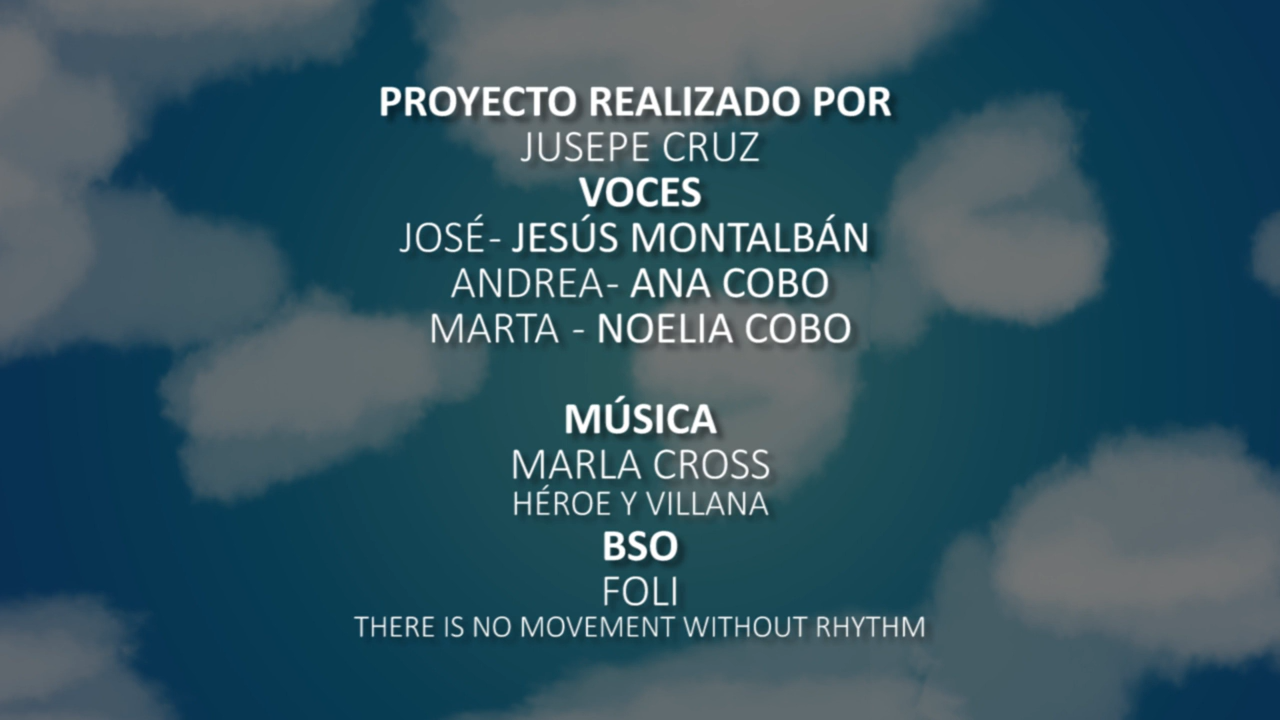 PROYECTO REALIZADO POR
JUSEPE CRUZ
VOCES
JOSÉ- JESÚS MONTALBÁN
ANDREA- ANA COBO
MARTA - NOELIA COBO
MÚSICA
MARLA CROSS
HÉROE Y VILLANA
BSO
FOLI
THERE IS NO MOVEMENT WITHOUT RHYTHM